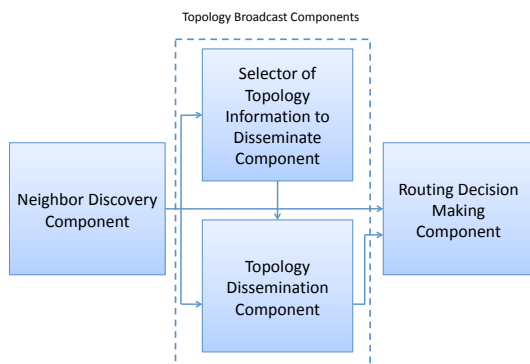 Topology Broadcast Components
Selector of
Topology
Information to
Disseminate
Component
Neighbor Discovery
Component
Routing Decision
Making
Component
Topology
Dissemination
Component